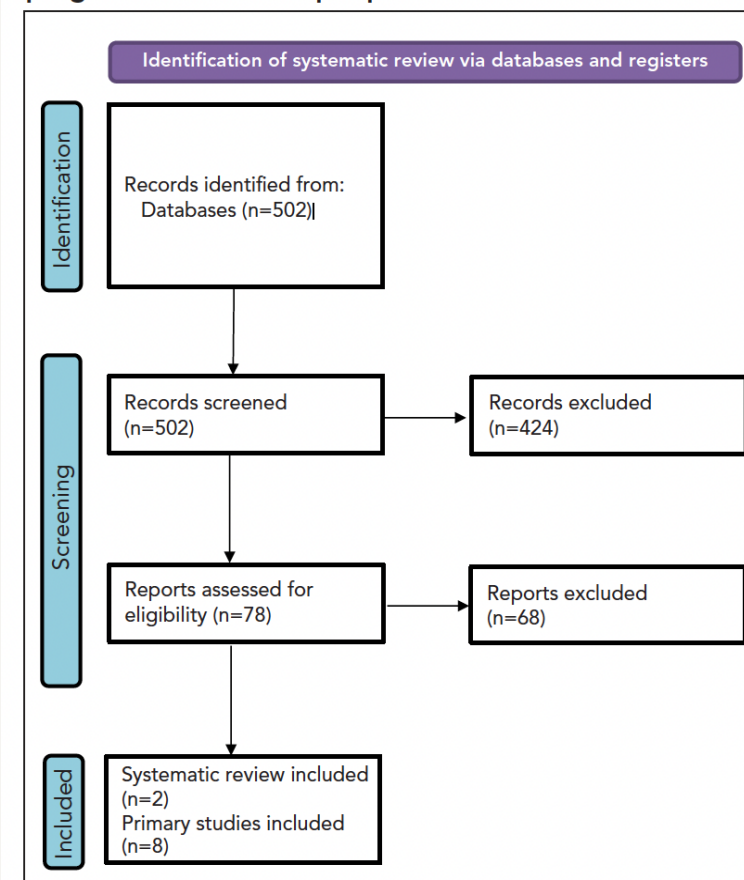 Identification of systematic review via databases and registers
Identification
Records identified from:
Databases (n=502)
Screening
Records screened
(n=502)
Records excluded
(n=424)
Reports assessed for
eligibility (n=78)
Reports excluded
(n=68)
Included
Systematic review included
(n=2)
Primary studies included
(n=8)